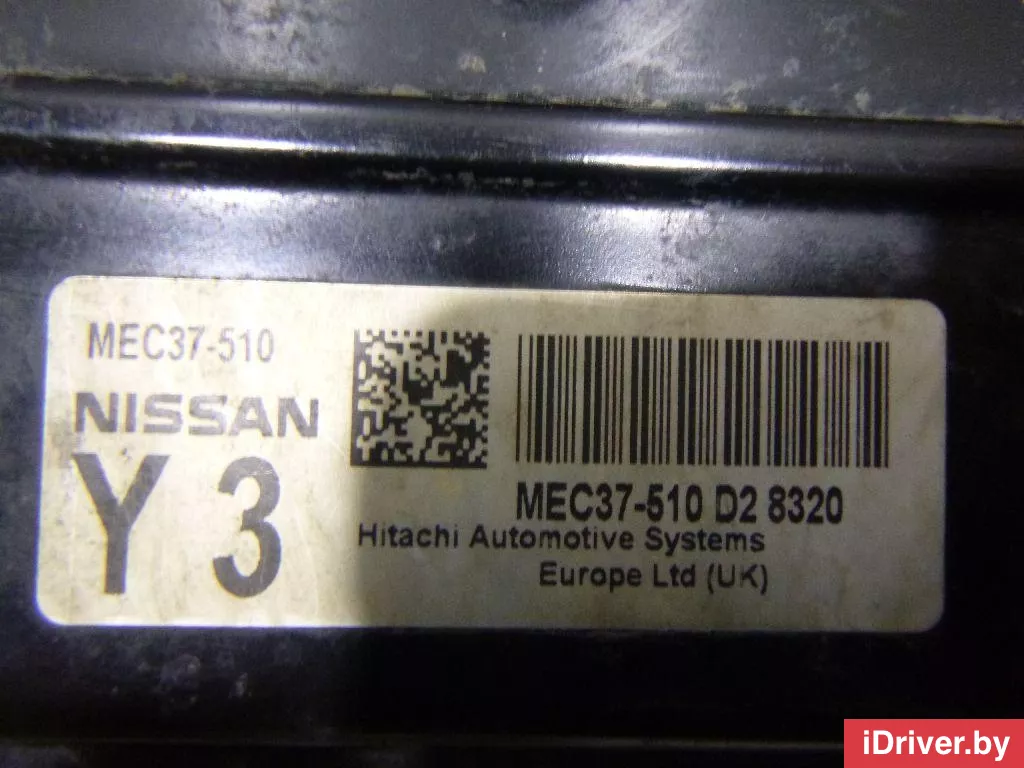 MEC37-510
NISSAN
Y 3
MEC37-510 D2 8320
Hitachi Automotive Systems
Europe Ltd (UK)
iDriver.by